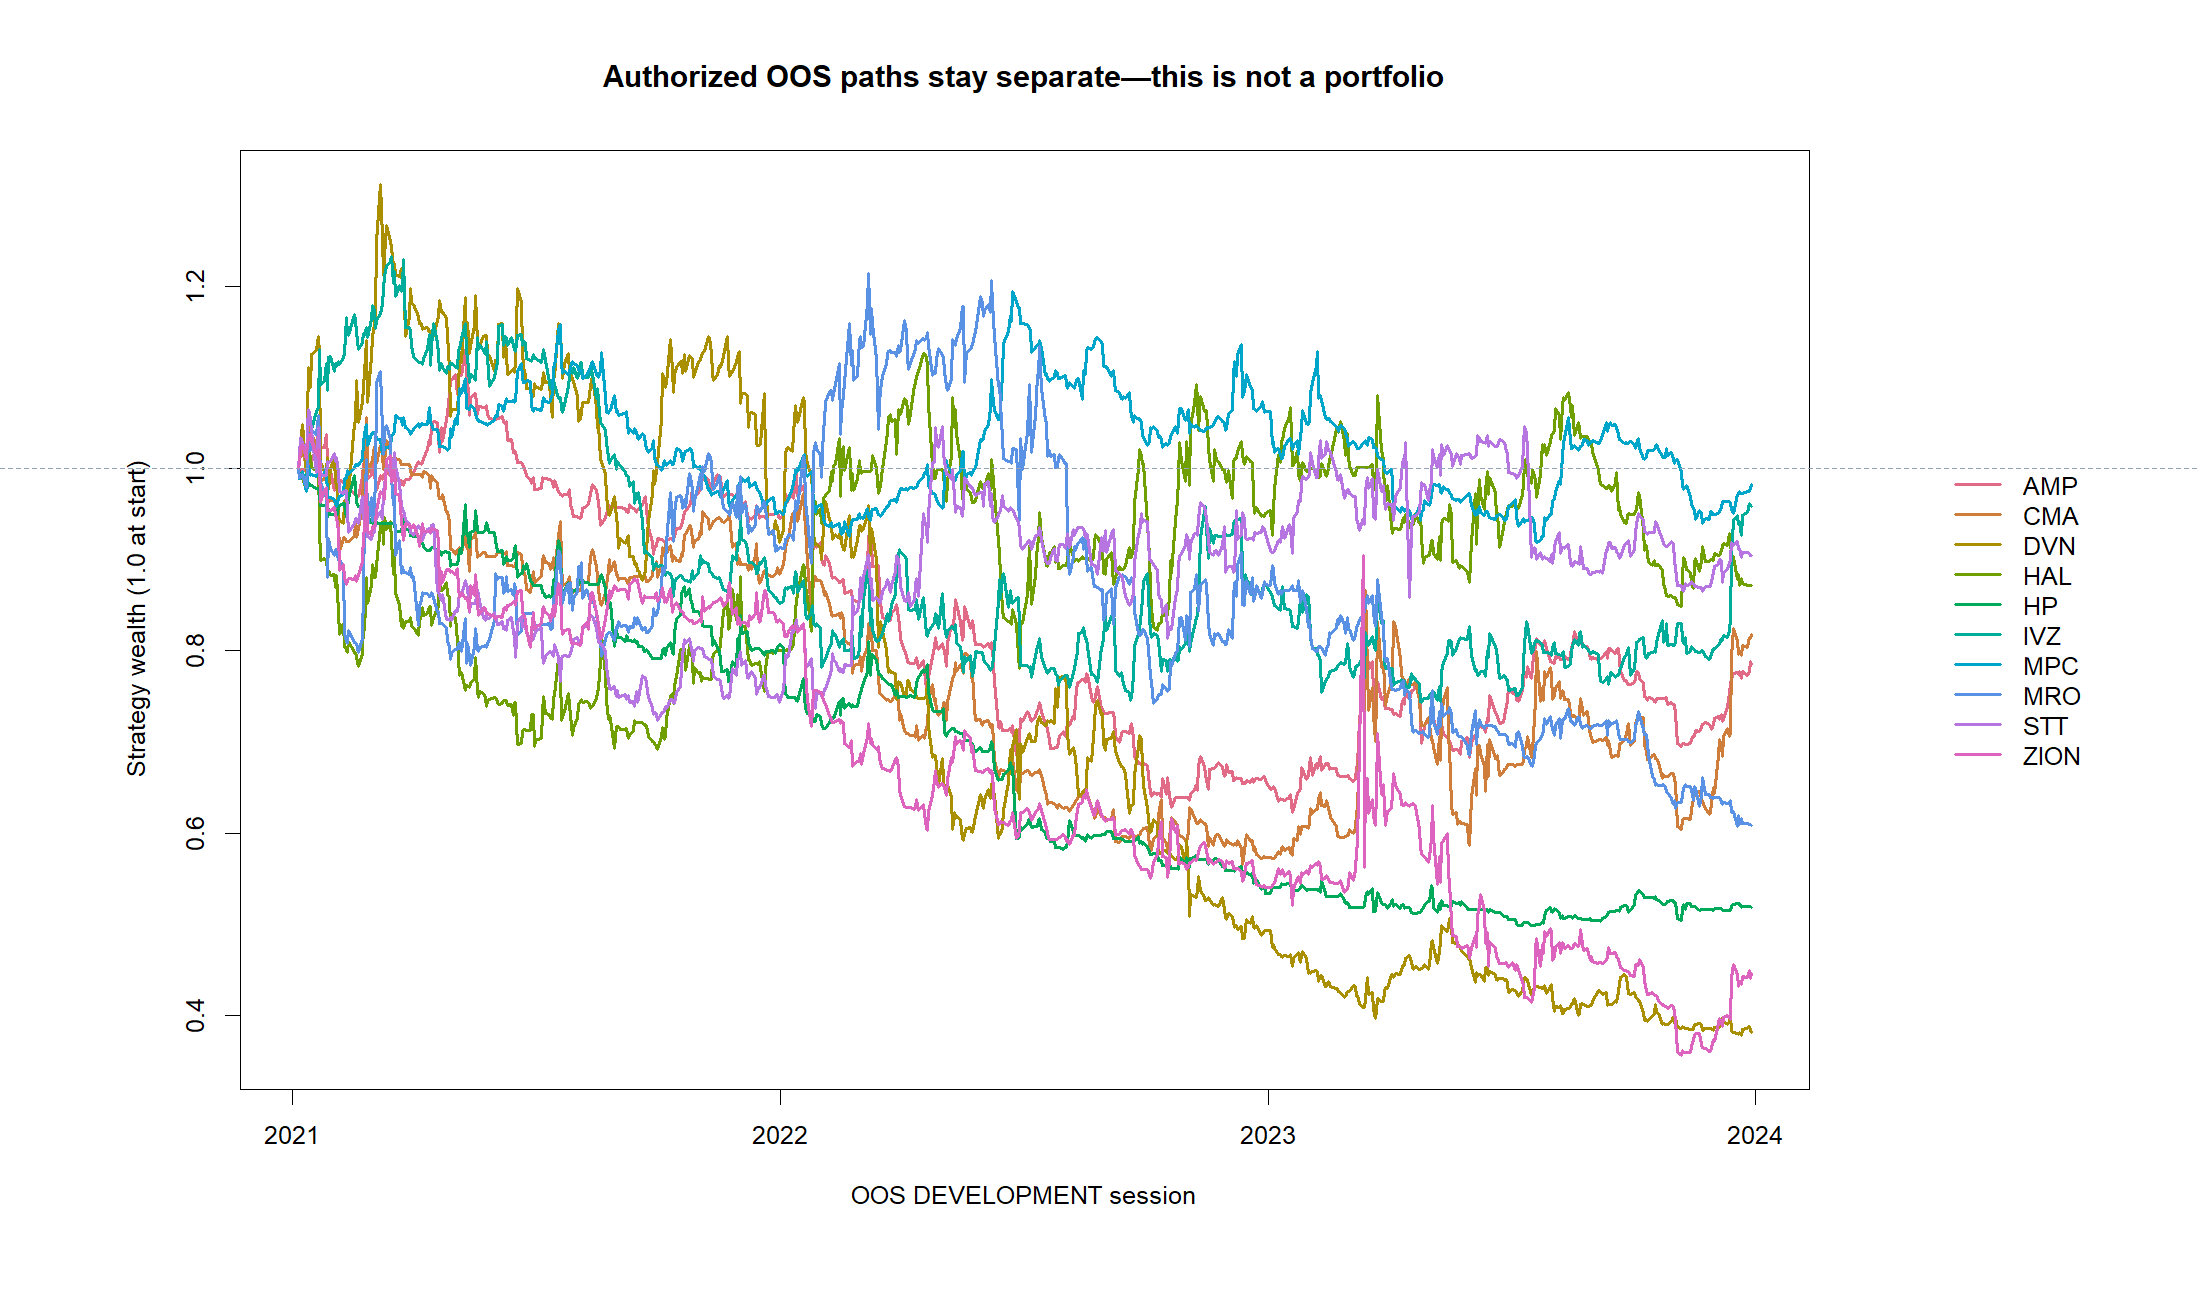 Authorized OOS paths stay separate—this is not a portfolio
Strategy wealth (1.0 at start)
1.2
1.0
0.8
0.6
0.4
2021
2022
2023
2024
OOS DEVELOPMENT session
AMP
CMA
DVN
HAL
HP
IVZ
MPC
MRO
STT
ZION